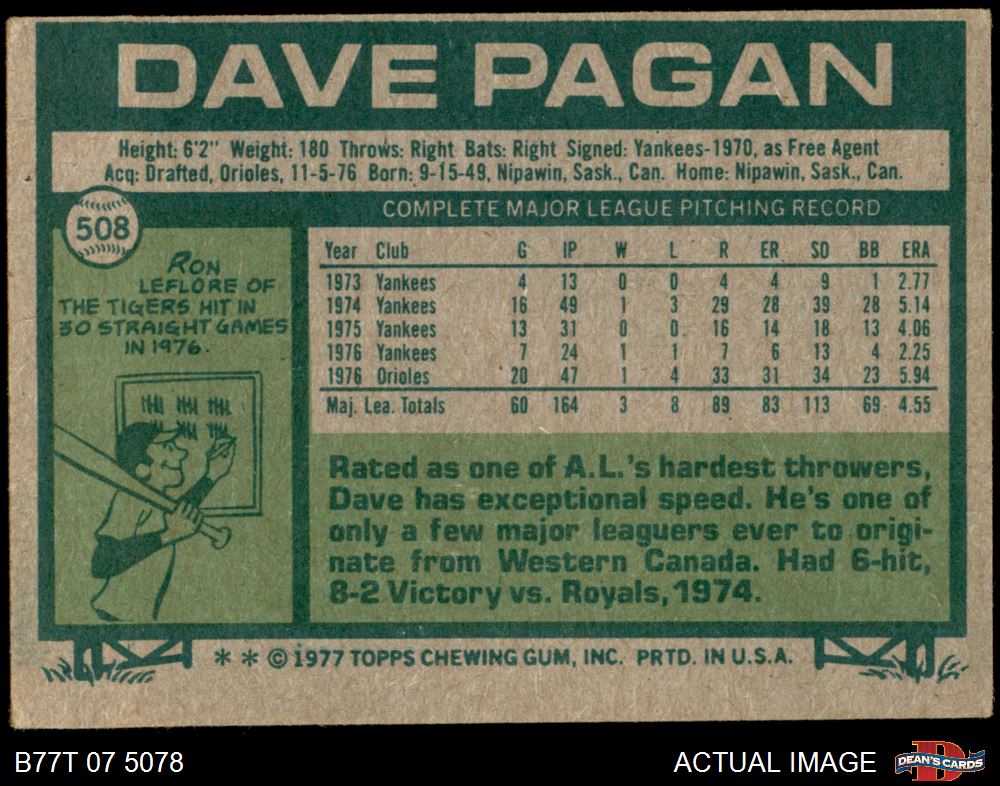 DAVE PAGAN
Height: 6'2" Weight: 180 Throws: Right Bats: Right Signed: Yankees-1970, as Free Agent
Acq: Drafted, Orioles, 11-5-76 Born: 9-15-49, Nipawin, Sask., Can. Home: Nipawin, Sask., Can.
508
RON
LEFLORE OF
THE TIGERS HIT IN
30 STRAIGHT GAMES
IN 1976.
COMPLETE MAJOR LEAGUE PITCHING RECORD
Year Club G IP W L R ER SO BB ERA
1973 Yankees 4 13 0 0 4 4 9 1 2.77
1974 Yankees 16 49 1 3 29 28 39 28 5.14
1975 Yankees 13 31 0 0 16 14 18 13 4.06
1976 Yankees 7 24 1 1 7 6 13 4 2.25
1976 Orioles 20 47 1 4 33 31 34 23 5.94
Maj. Lea. Totals 60 164 3 8 89 83 113 69 4.55
Rated as one of A.L.'s hardest throwers,
Dave has exceptional speed. He's one of
only a few major leaguers ever to origi-
nate from Western Canada. Had 6-hit,
8-2 Victory vs. Royals, 1974.
* * © 1977 TOPPS CHEWING GUM, INC. PRTD. IN U.S.A.
B77T 07 5078
ACTUAL IMAGE
D
DEAN'S CARDS